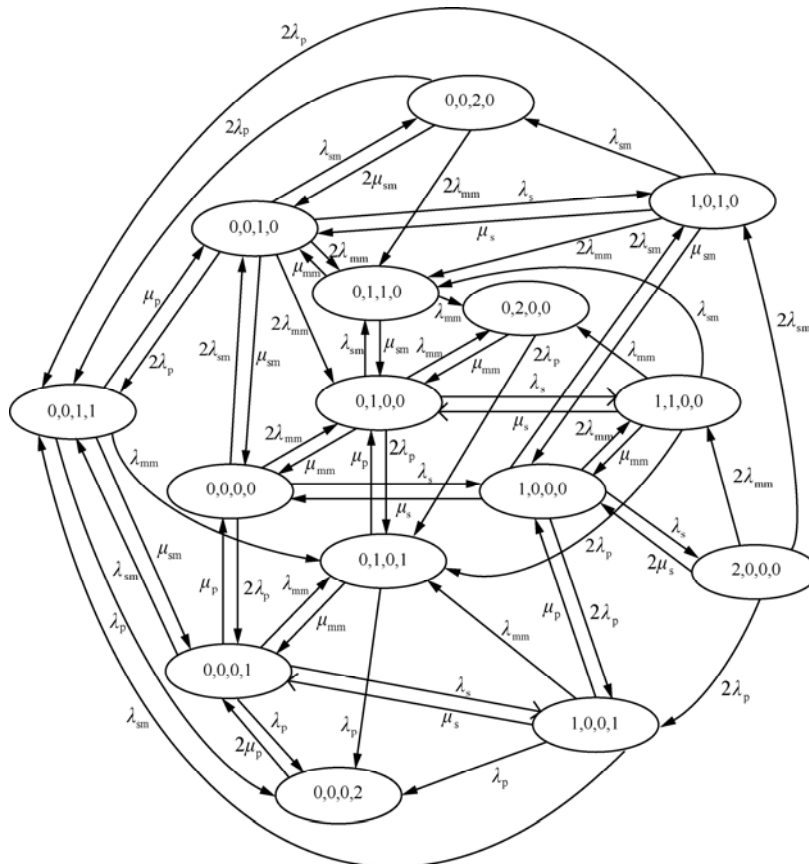 2λp
0,0,2,0
2λp
λsm
λsm
2μsm
2λmm
λs
1,0,1,0
0,0,1,0
μs
2λmm
2λsm
μsm
2λmm
μmm
0,1,1,0
0,2,0,0
μp
2λmm
λmm
λsm
2λsm
2λp
2λsm
μsm
λsm
μsm
λmm
μmm
2λp
λmm
0,0,1,1
0,1,0,0
λs
1,1,0,0
μs
λmm
2λmm
μmm
μp
2λp
2λmm
μmm
2λmm
0,0,0,0
λs
1,0,0,0
μs
λs
μsm
0,1,0,1
2λp
2μs
2,0,0,0
λsm
μp
2λp
λmm
μp
2λp
λp
μmm
λmm
0,0,0,1
λs
2λp
μs
1,0,0,1
λsm
λp
2μp
λp
λp
0,0,0,2